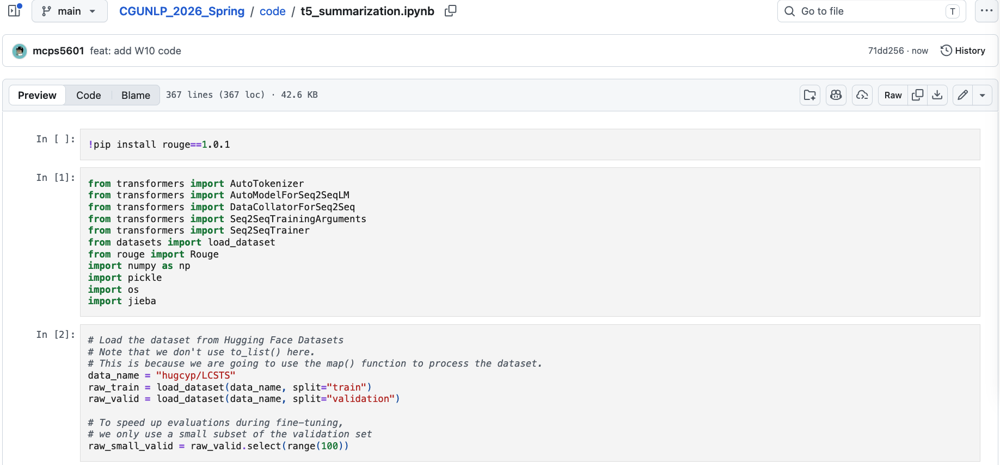 main
CGUNLP_2026_Spring / code / t5_summarization.ipynb
Go to file
T
mcps5601 feat: add W10 code
71dd256 · now
History
Preview
Code
Blame
367 lines (367 loc) · 42.6 KB
Raw
In [ ]:
!pip install rouge==1.0.1
In [1]:
from transformers import AutoTokenizer
from transformers import AutoModelForSeq2SeqLM
from transformers import DataCollatorForSeq2Seq
from transformers import Seq2SeqTrainingArguments
from transformers import Seq2SeqTrainer
from datasets import load_dataset
from rouge import Rouge
import numpy as np
import pickle
import os
import jieba
In [2]:
# Load the dataset from Hugging Face Datasets
# Note that we don't use to_list() here.
# This is because we are going to use the map() function to process the dataset.
data_name = "hugcyp/LCSTS"
raw_train = load_dataset(data_name, split="train")
raw_valid = load_dataset(data_name, split="validation")
# To speed up evaluations during fine-tuning,
# we only use a small subset of the validation set
raw_small_valid = raw_valid.select(range(100))